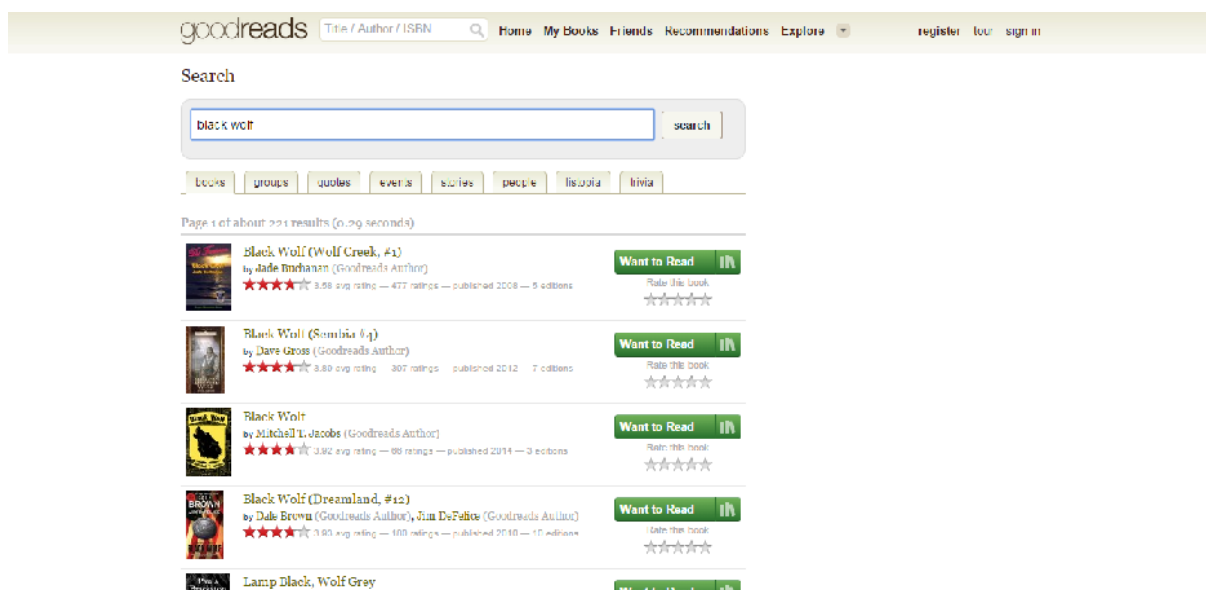 goodreads Title / Author / ISBN Home My Books Friends Recommendations Explore register tour sign in
Search
black wolf search
books groups quotes events stories people listopia trivia
Page 1 of about 221 results (0.29 seconds)
Black Wolf (Wolf Creek, #1)
by Jade Buchanan (Goodreads Author)
3.58 avg rating — 477 ratings — published 2008 — 5 editions
Want to Read
Rate this book
Black Wolf (Sembia #4)
by Dave Gross (Goodreads Author)
3.80 avg rating — 307 ratings — published 2012 — 7 editions
Want to Read
Rate this book
Black Wolf
by Mitchell T. Jacobs (Goodreads Author)
3.92 avg rating — 66 ratings — published 2014 — 3 editions
Want to Read
Rate this book
BROWN
Black Wolf (Dreamland, #12)
by Dale Brown (Goodreads Author), Jim DeFelice (Goodreads Author)
avg rating — ratings — published 2010 — editions
Want to Read
Rate this book
Lamp Black, Wolf Grey